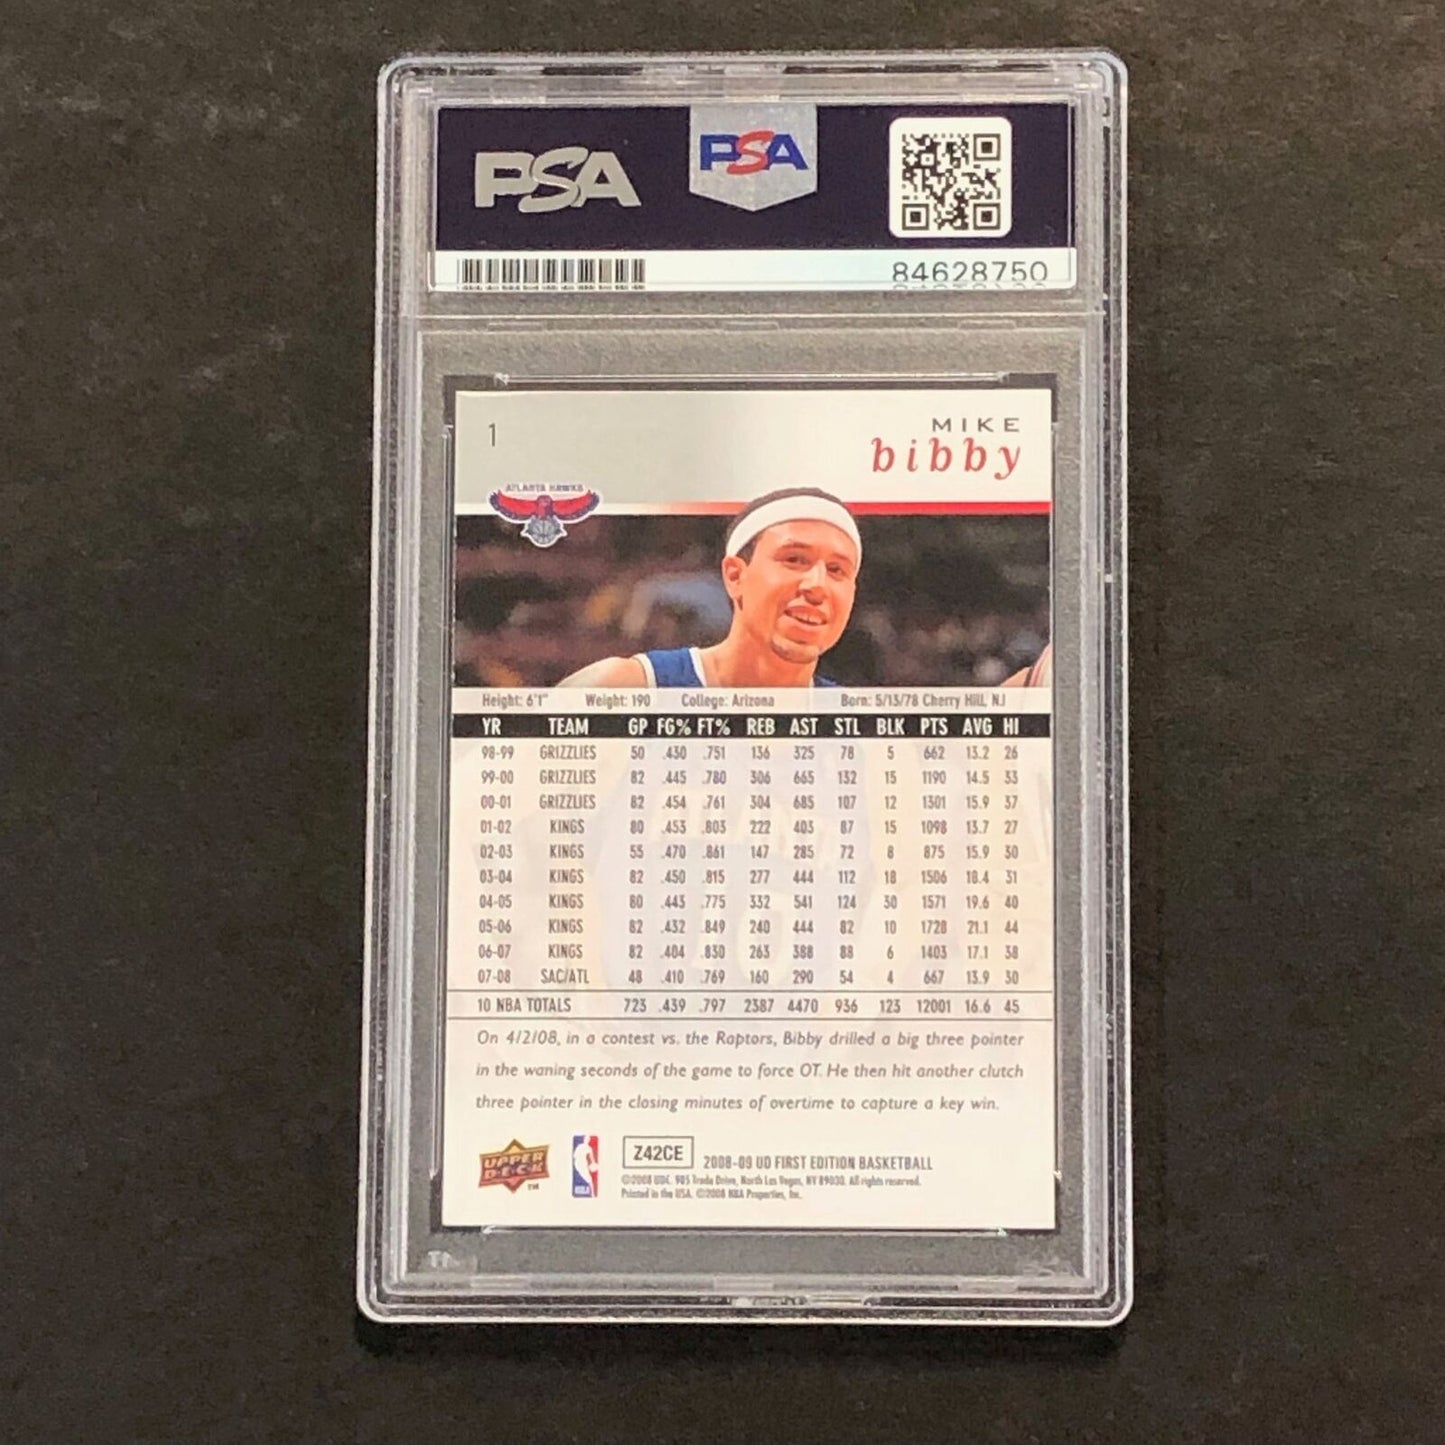 PSA
PSA
84628750
1
MIKE
bibby
ATLANTA HAWKS
Height: 6'1" Weight: 190 College: Arizona Born: 5/13/78 Cherry Hill, NJ
YR TEAM GP FG% FT% REB AST STL BLK PTS AVG HI
98-99 GRIZZLIES 50 .430 .751 136 325 78 5 662 13.2 26
99-00 GRIZZLIES 82 .445 .780 306 665 132 15 1190 14.5 33
00-01 GRIZZLIES 82 .454 .761 304 685 107 12 1301 15.9 37
01-02 KINGS 80 .453 .803 222 403 87 15 1098 13.7 27
02-03 KINGS 55 .470 .861 147 285 72 8 875 15.9 30
03-04 KINGS 82 .450 .815 277 444 112 18 1506 18.4 31
04-05 KINGS 80 .443 .775 332 541 124 30 1571 19.6 40
05-06 KINGS 82 .432 .849 240 444 82 10 1728 21.1 44
06-07 KINGS 82 .404 .830 263 388 88 6 1403 17.1 38
07-08 SAC/ATL 48 .410 .769 160 290 54 4 667 13.9 30
10 NBA TOTALS 723 .439 .797 2387 4470 936 123 12001 16.6 45
On 4/2/08, in a contest vs. the Raptors, Bibby drilled a big three pointer
in the waning seconds of the game to force OT. He then hit another clutch
three pointer in the closing minutes of overtime to capture a key win.
UPPER
DECK
TM
NBA
Z42CE
2008-09 UD FIRST EDITION BASKETBALL
©2008 UDC. 985 Trade Drive, North Las Vegas, NV 89030. All rights reserved.
Printed in the USA. ©2008 NBA Properties, Inc.